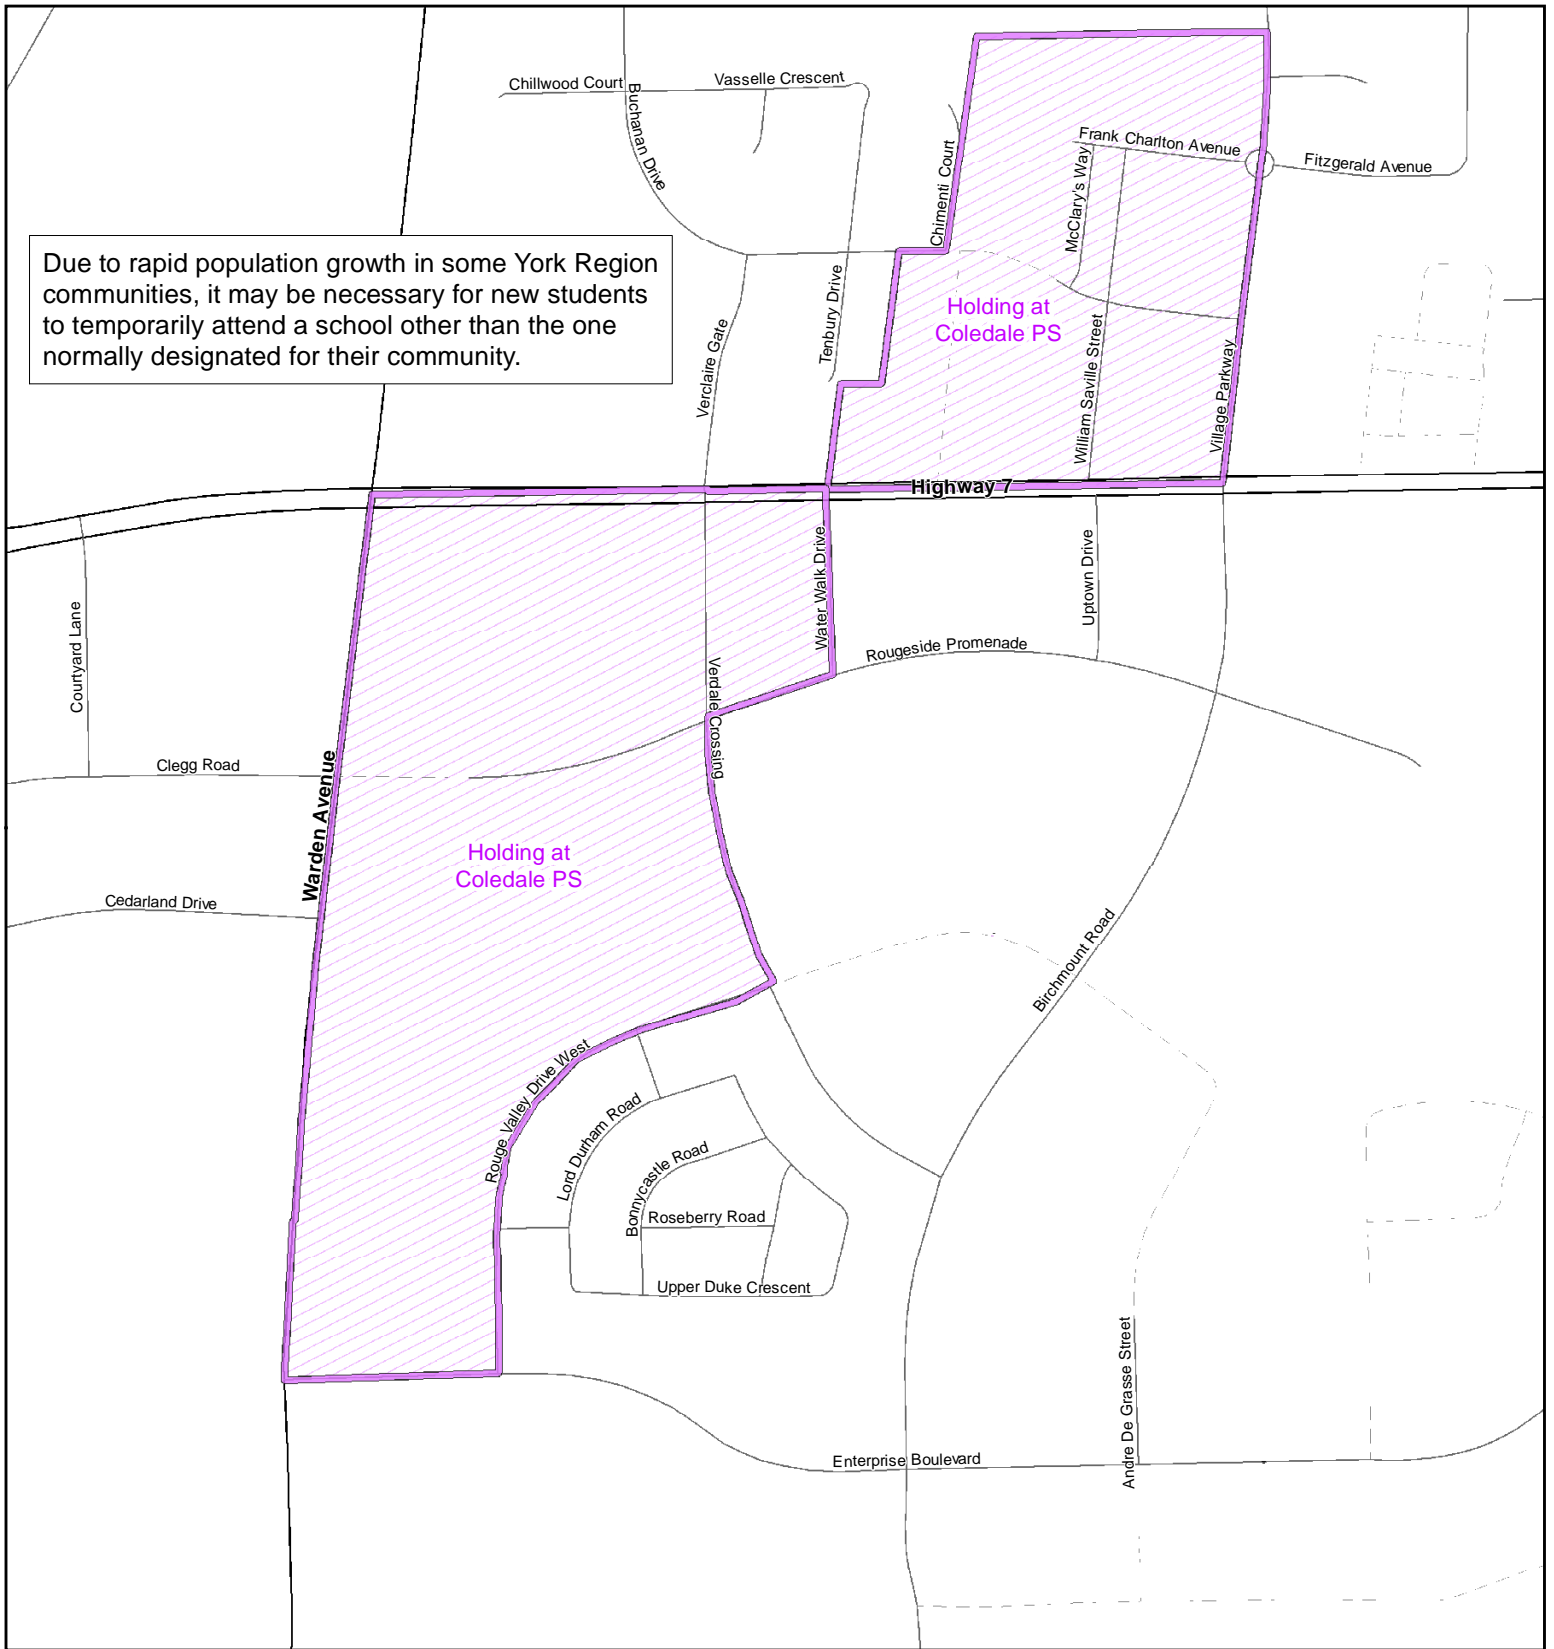 Chillwood Court
Vasselle Crescent
Buchanan Drive
Frank Charlton Avenue
Fitzgerald Avenue
McClary's Way
Chimenti Court
Due to rapid population growth in some York Region
communities, it may be necessary for new students
to temporarily attend a school other than the one
normally designated for their community.
Tenbury Drive
Verclaire Gate
Holding at
Coledale PS
William Saville Street
Village Parkway
Highway 7
Courtyard Lane
Water Walk Drive
Uptown Drive
Rougeside Promenade
Verdale Crossing
Clegg Road
Warden Avenue
Holding at
Coledale PS
Cedarland Drive
Birchmount Road
Rouge Valley Drive West
Lord Durham Road
Bonnycastle Road
Roseberry Road
Upper Duke Crescent
Andre De Grasse Street
Enterprise Boulevard